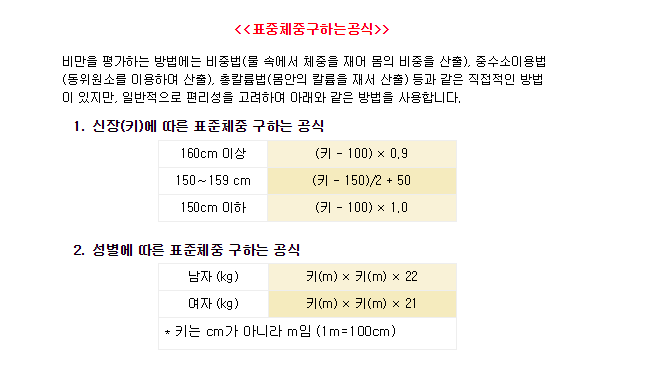 <<표중체중구하는공식>>
비만을 평가하는 방법에는 비중법(물 속에서 체중을 재어 몸의 비중을 산출), 중수소이용법
(동위원소를 이용하여 산출), 총칼륨법(몸안의 칼륨을 재서 산출) 등과 같은 직접적인 방법
이 있지만, 일반적으로 편리성을 고려하여 아래와 같은 방법을 사용합니다.
1. 신장(키)에 따른 표준체중 구하는 공식
160cm 이상 (키 - 100) × 0.9
150~159 cm (키 - 150)/2 + 50
150cm 이하 (키 - 100) × 1.0
2. 성별에 따른 표준체중 구하는 공식
남자 (kg) 키(m) × 키(m) × 22
여자 (kg) 키(m) × 키(m) × 21
* 키는 cm가 아니라 m임 (1m=100cm)